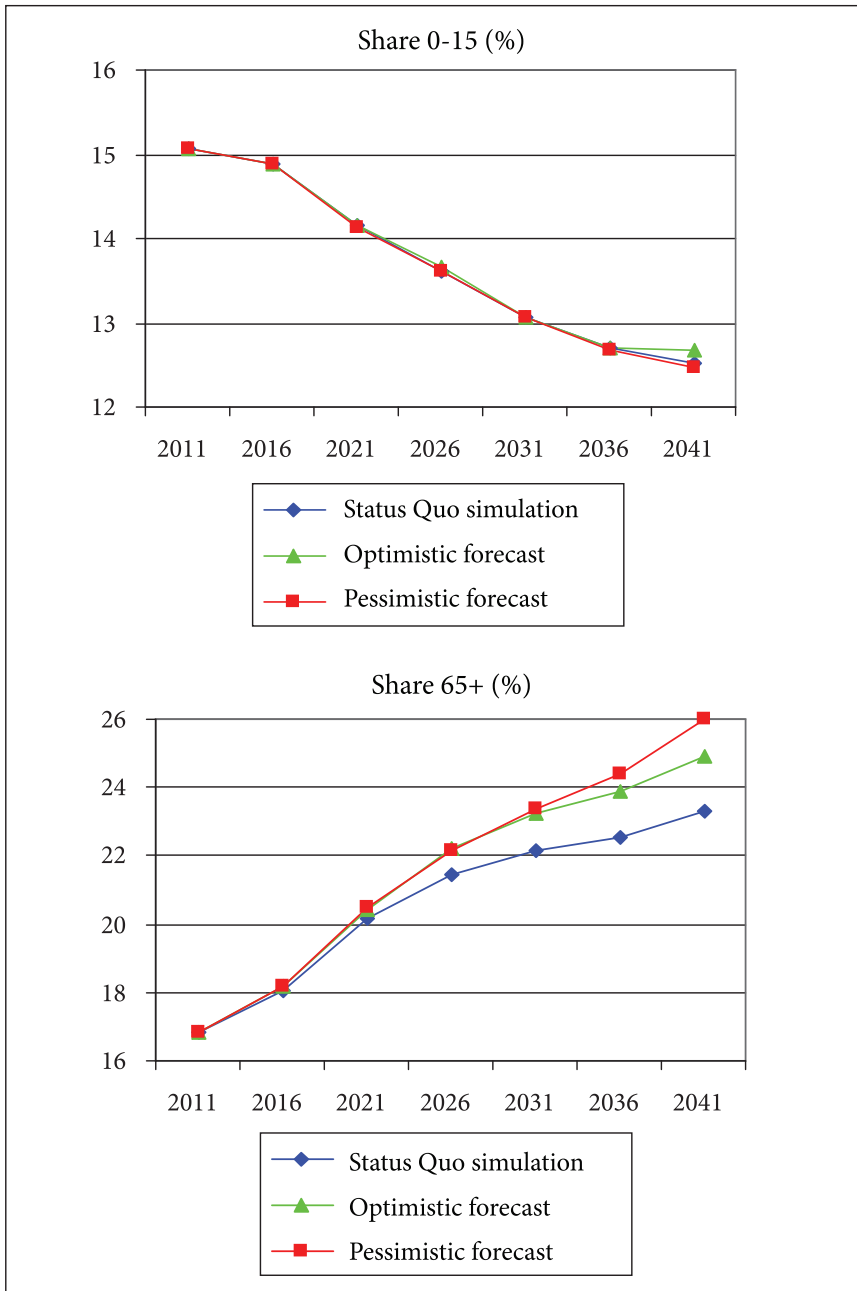 Share 0-15 (%)
16
15
14
13
12
2011 2016 2021 2026 2031 2036 2041
Status Quo simulation
Optimistic forecast
Pessimistic forecast
Share 65+ (%)
26
24
22
20
18
16
2011 2016 2021 2026 2031 2036 2041
Status Quo simulation
Optimistic forecast
Pessimistic forecast